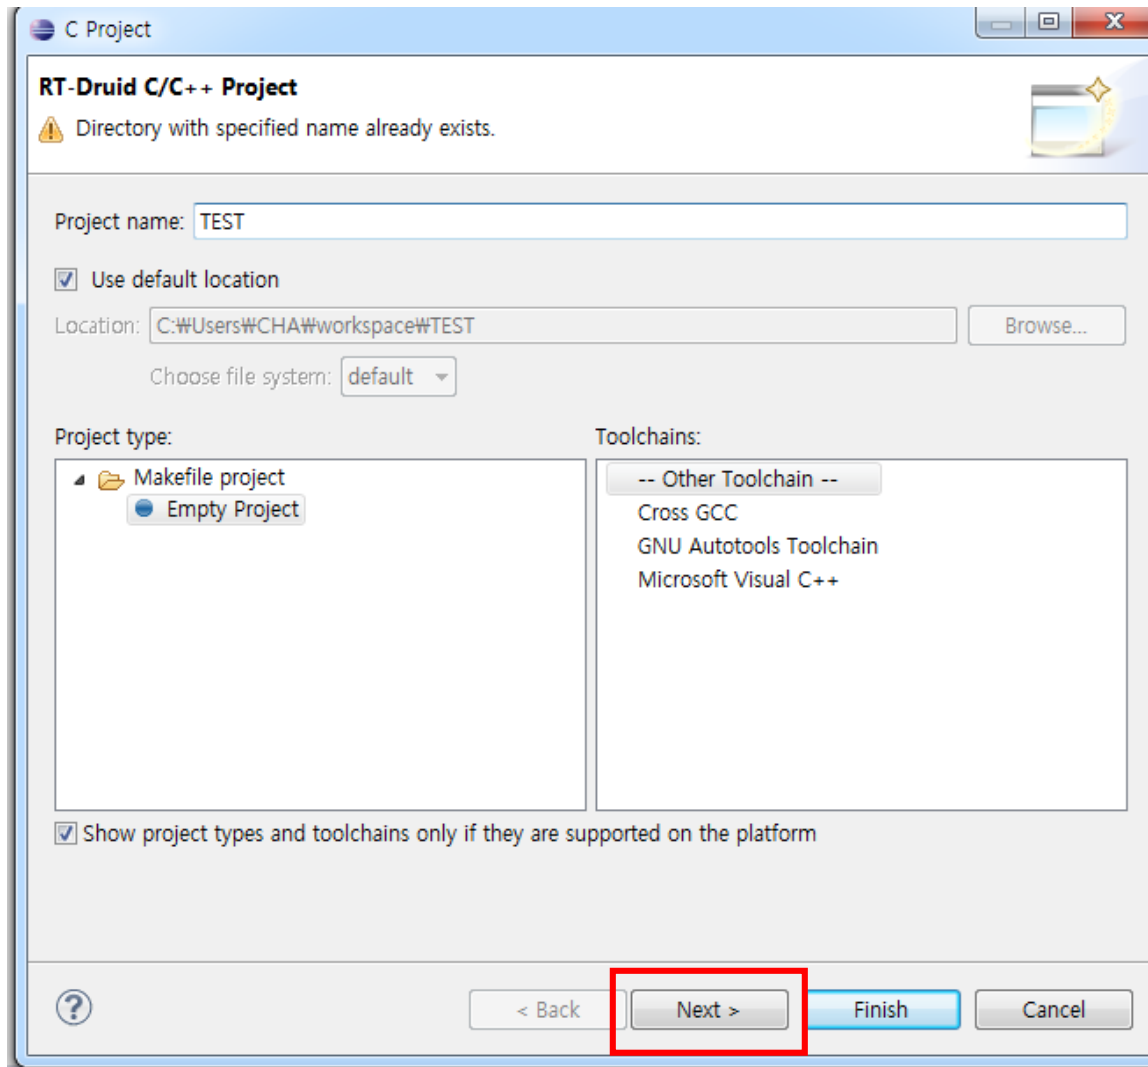 C Project
RT-Druid C/C++ Project
Directory with specified name already exists.
Project name: TEST
Use default location
Location: C:₩Users₩CHA₩workspace₩TEST Browse...
Choose file system: default
Project type: Toolchains:
Makefile project
Empty Project
-- Other Toolchain --
Cross GCC
GNU Autotools Toolchain
Microsoft Visual C++
Show project types and toolchains only if they are supported on the platform
? < Back Next > Finish Cancel